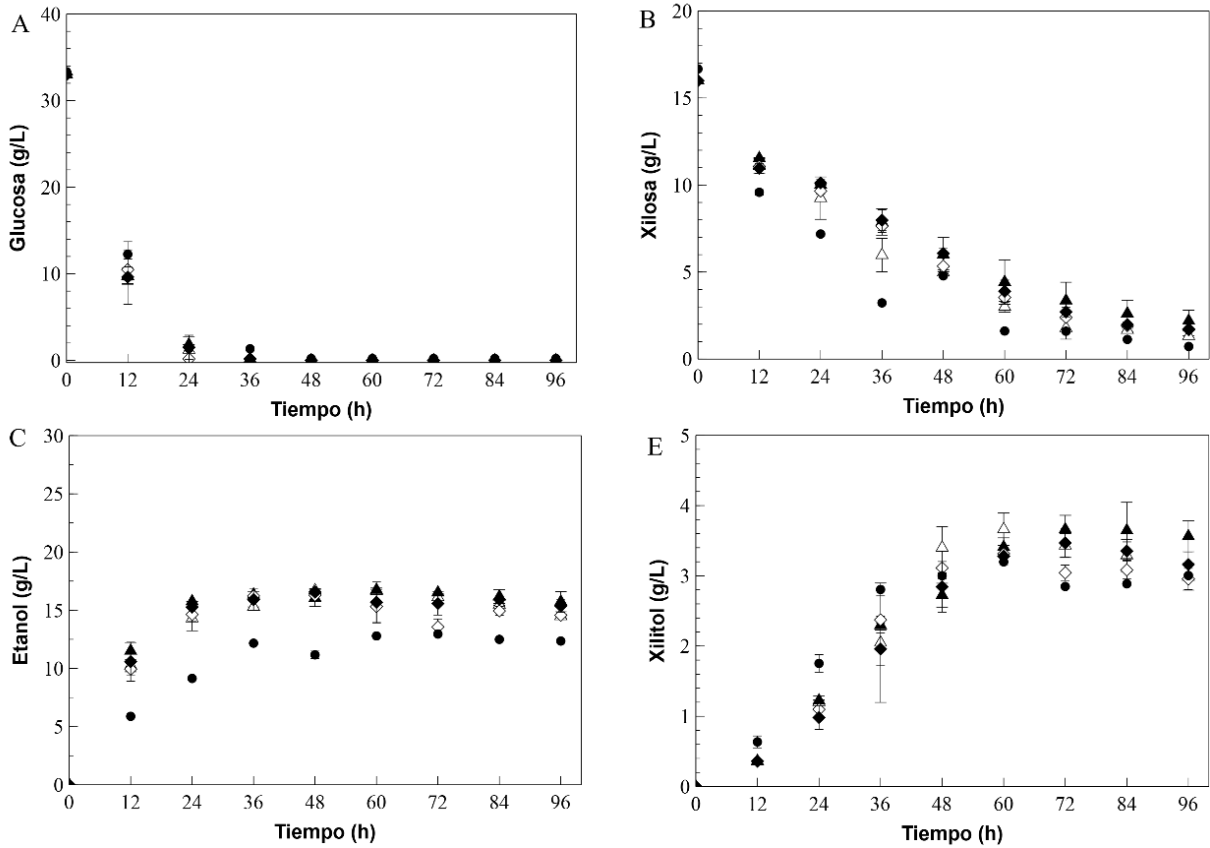 A
Glucosa (g/L)
40
30
20
10
0
0 12 24 36 48 60 72 84 96
Tiempo (h)
B
Xilosa (g/L)
20
15
10
5
0
0 12 24 36 48 60 72 84 96
Tiempo (h)
C
Etanol (g/L)
30
25
20
15
10
5
0
0 12 24 36 48 60 72 84 96
Tiempo (h)
E
Xilitol (g/L)
5
4
3
2
1
0
0 12 24 36 48 60 72 84 96
Tiempo (h)